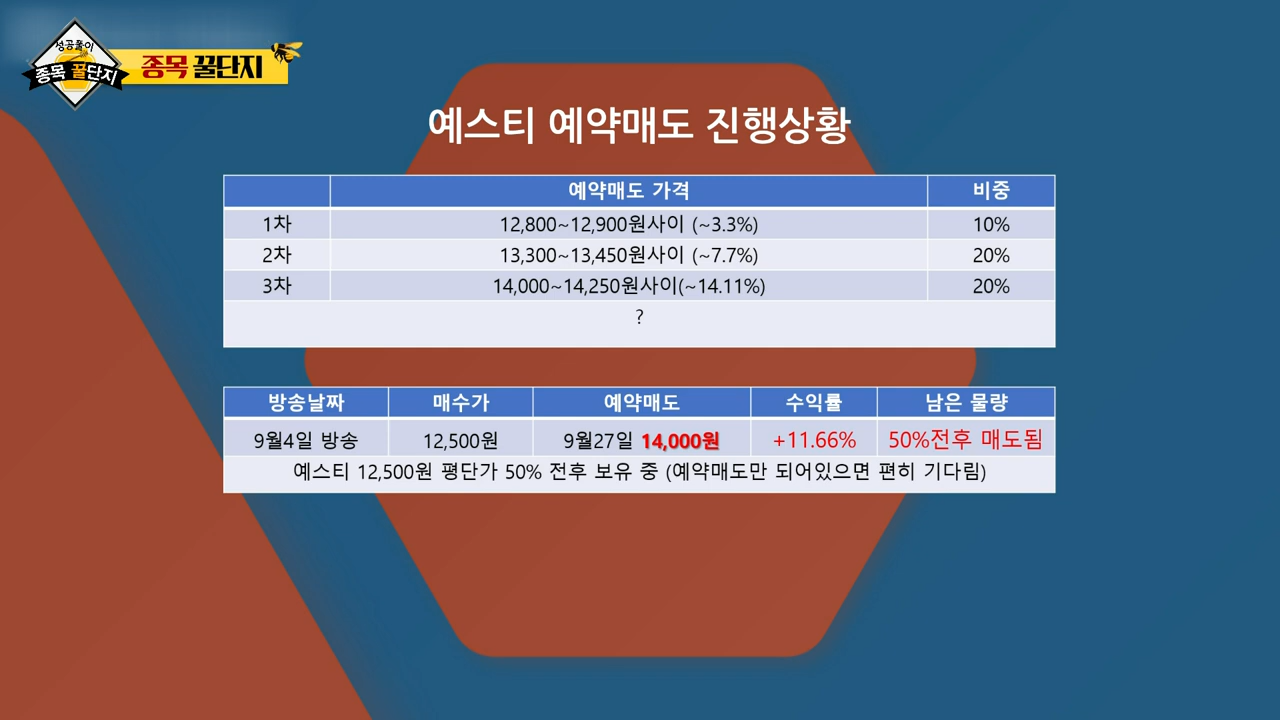 성공풀이
종목 꿀단지
종목 꿀단지
예스티 예약매도 진행상황
예약매도 가격 비중
1차 12,800~12,900원사이 (~3.3%) 10%
2차 13,300~13,450원사이 (~7.7%) 20%
3차 14,000~14,250원사이(~14.11%) 20%
?
방송날짜 매수가 예약매도 수익률 남은 물량
9월4일 방송 12,500원 9월27일 14,000원 +11.66% 50%전후 매도됨
예스티 12,500원 평단가 50% 전후 보유 중 (예약매도만 되어있으면 편히 기다림)